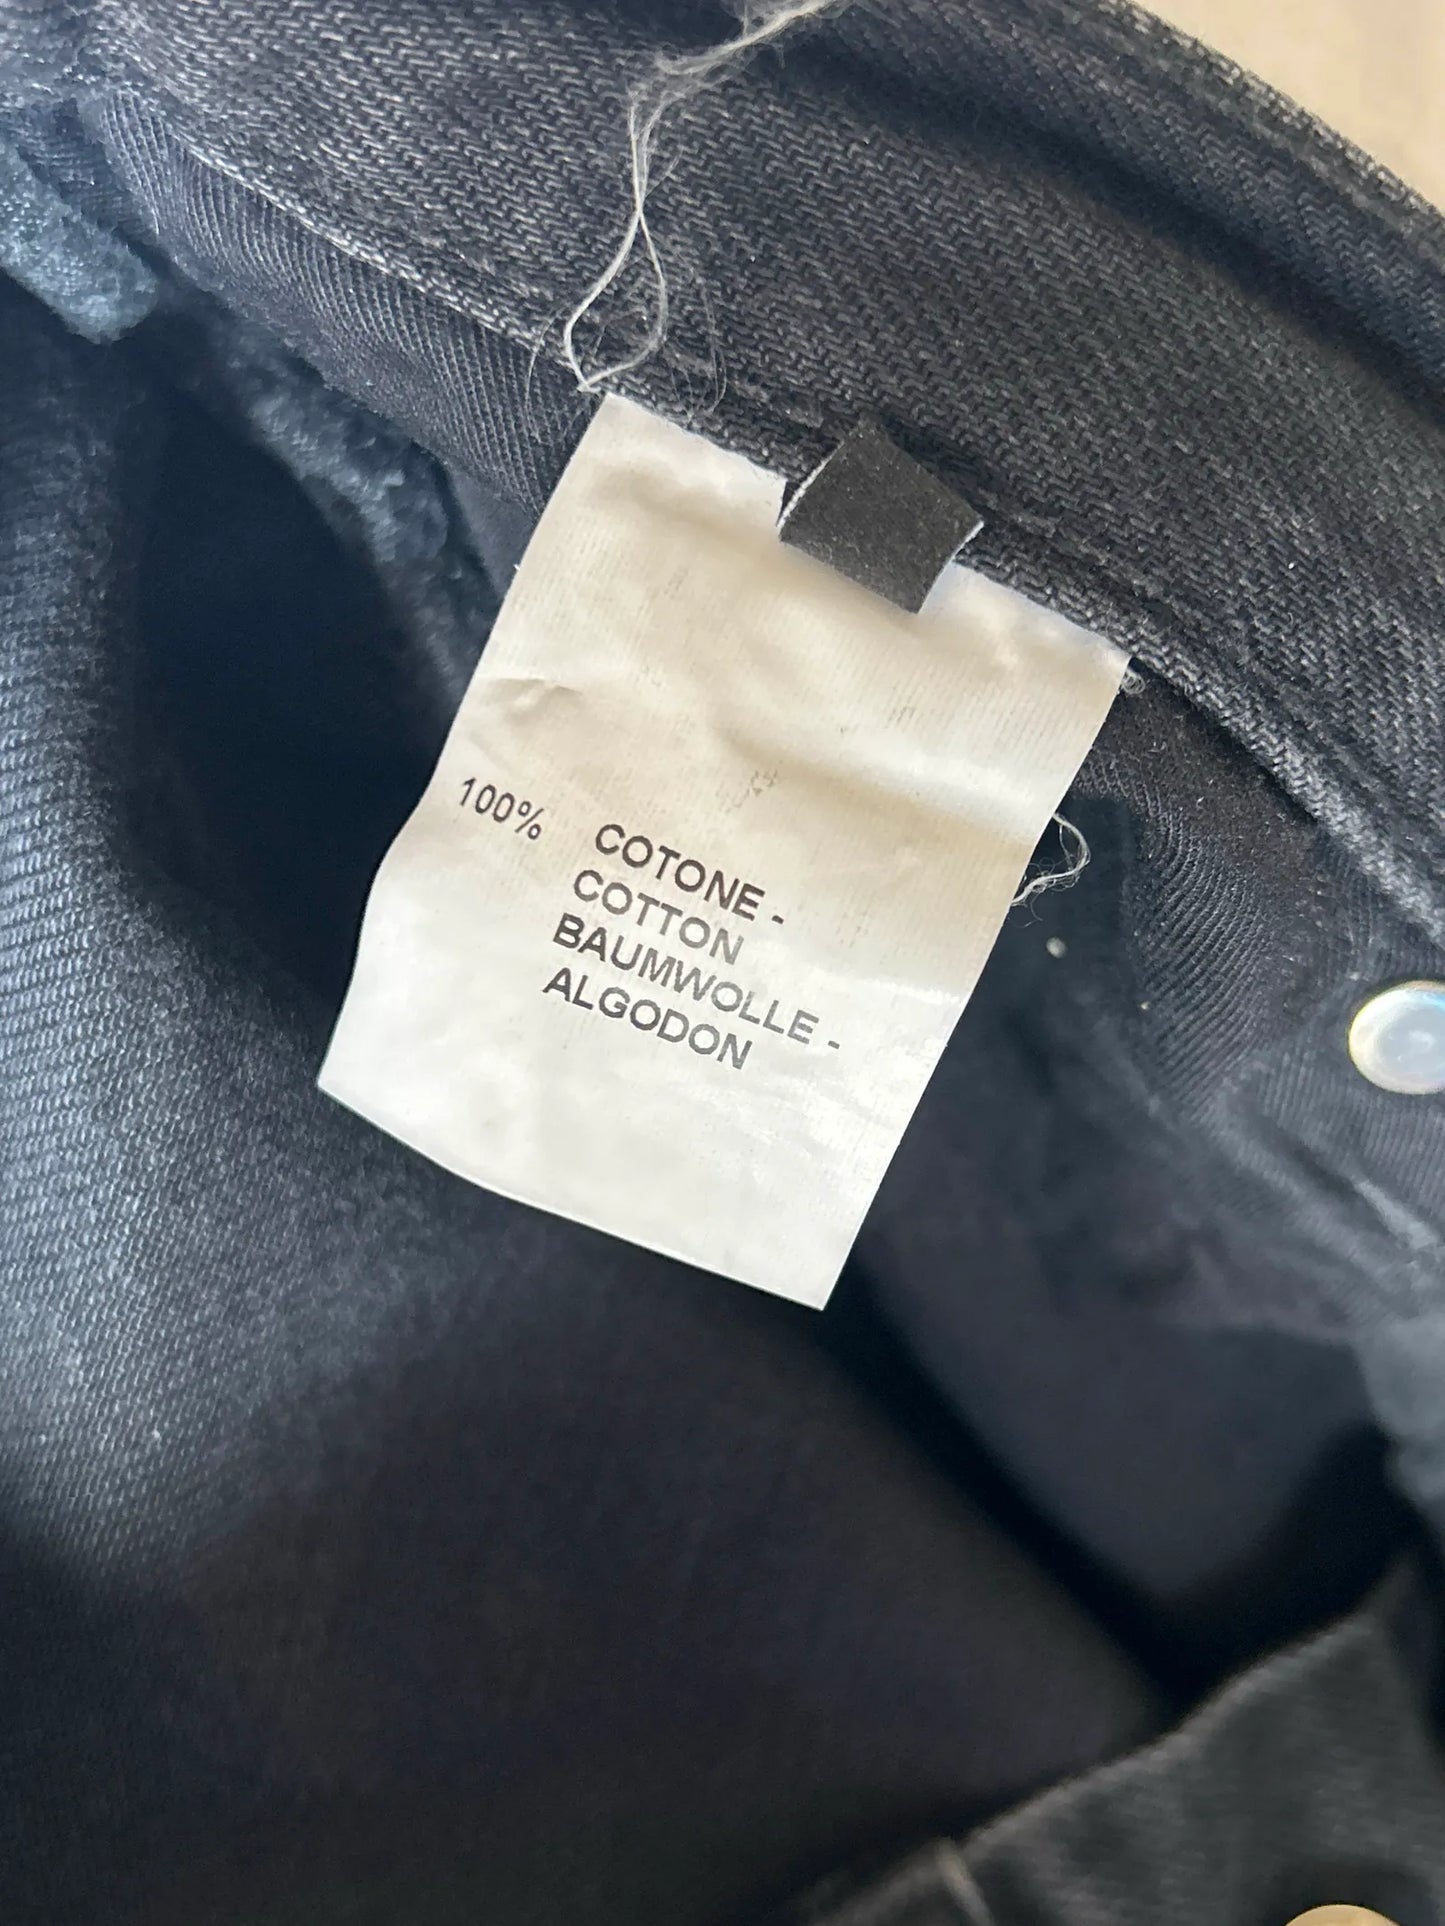 100% COTONE -
COTTON
BAUMWOLLE -
ALGODON